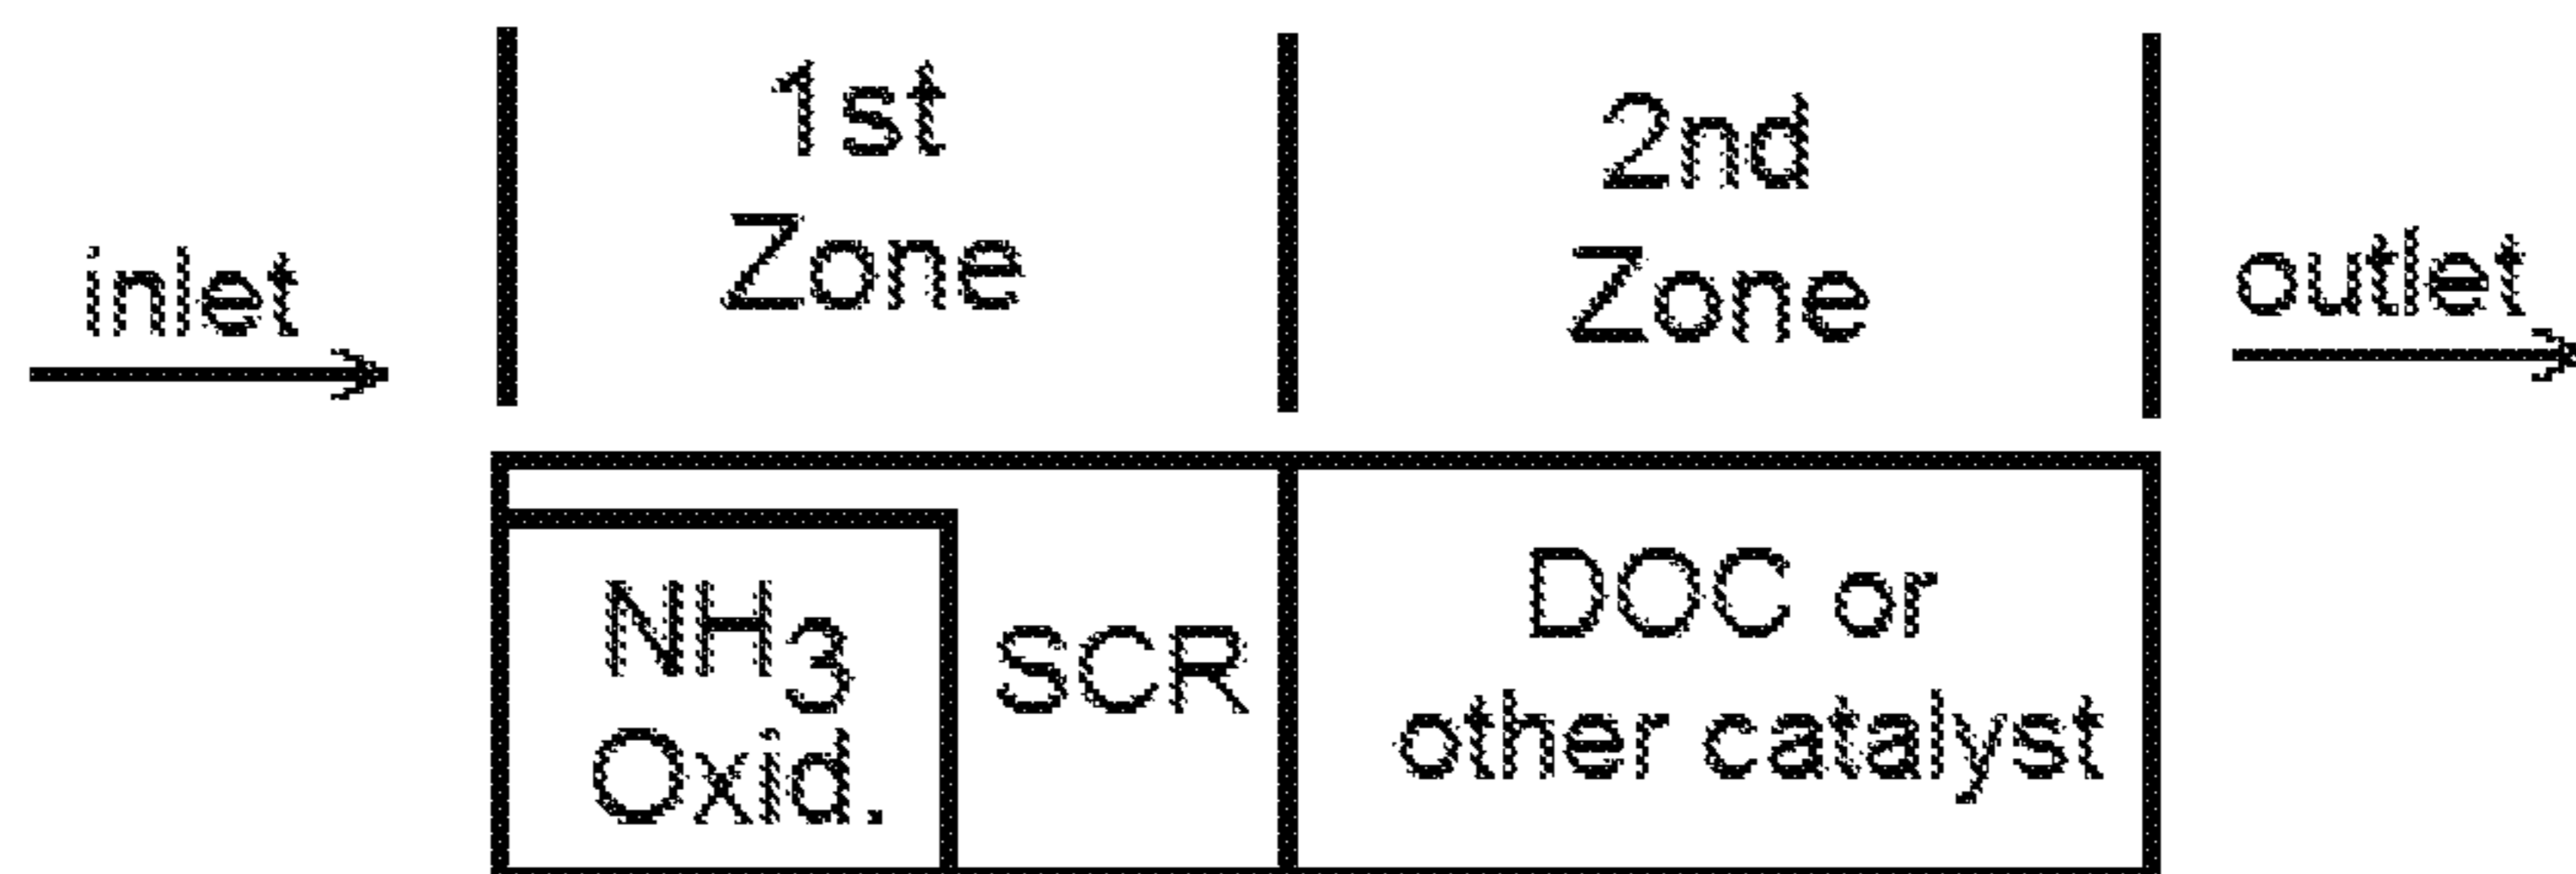 inlet
1st
Zone
2nd
Zone
outlet
NH3
Oxid.
SCR
DOC or
other catalyst